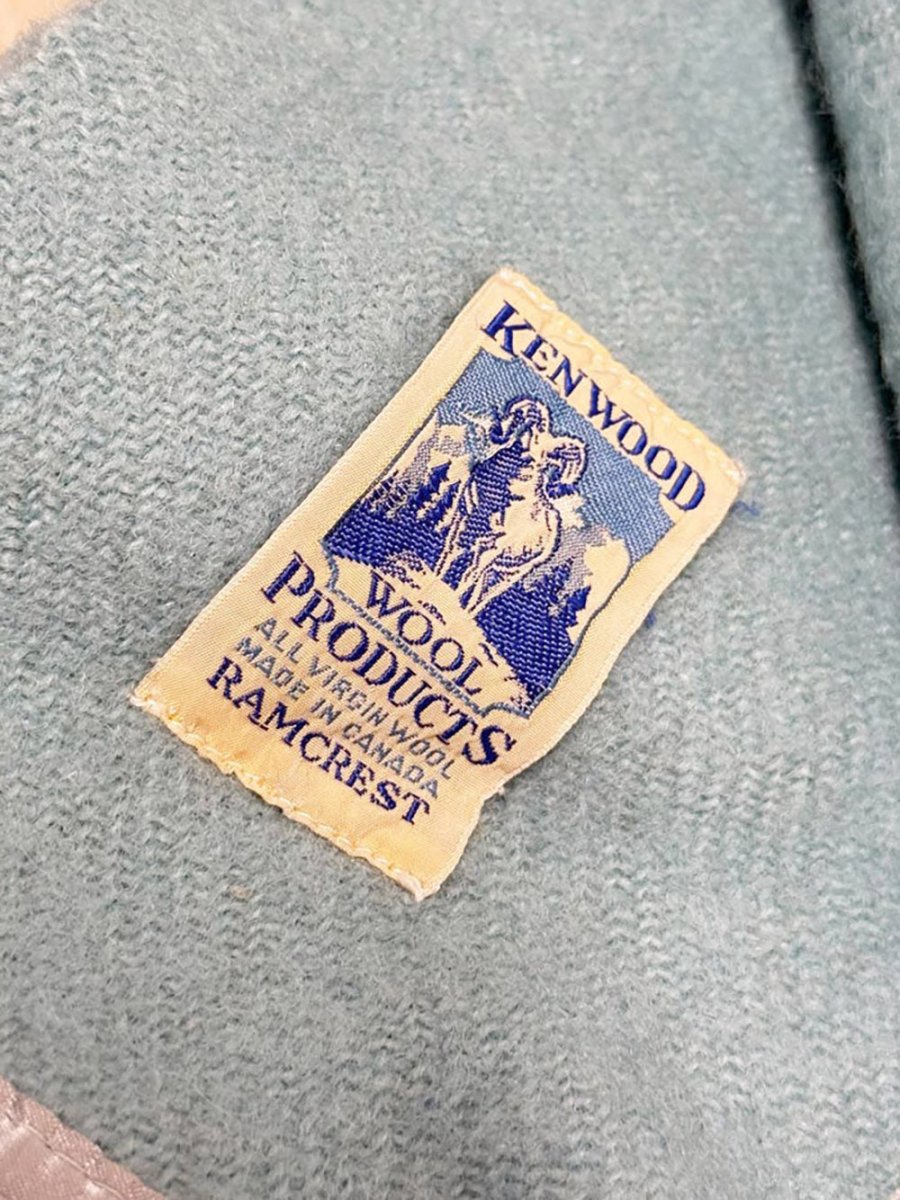 KENWOOD
WOOL
PRODUCTS
ALL VIRGIN WOOL
MADE IN CANADA
RAMCREST